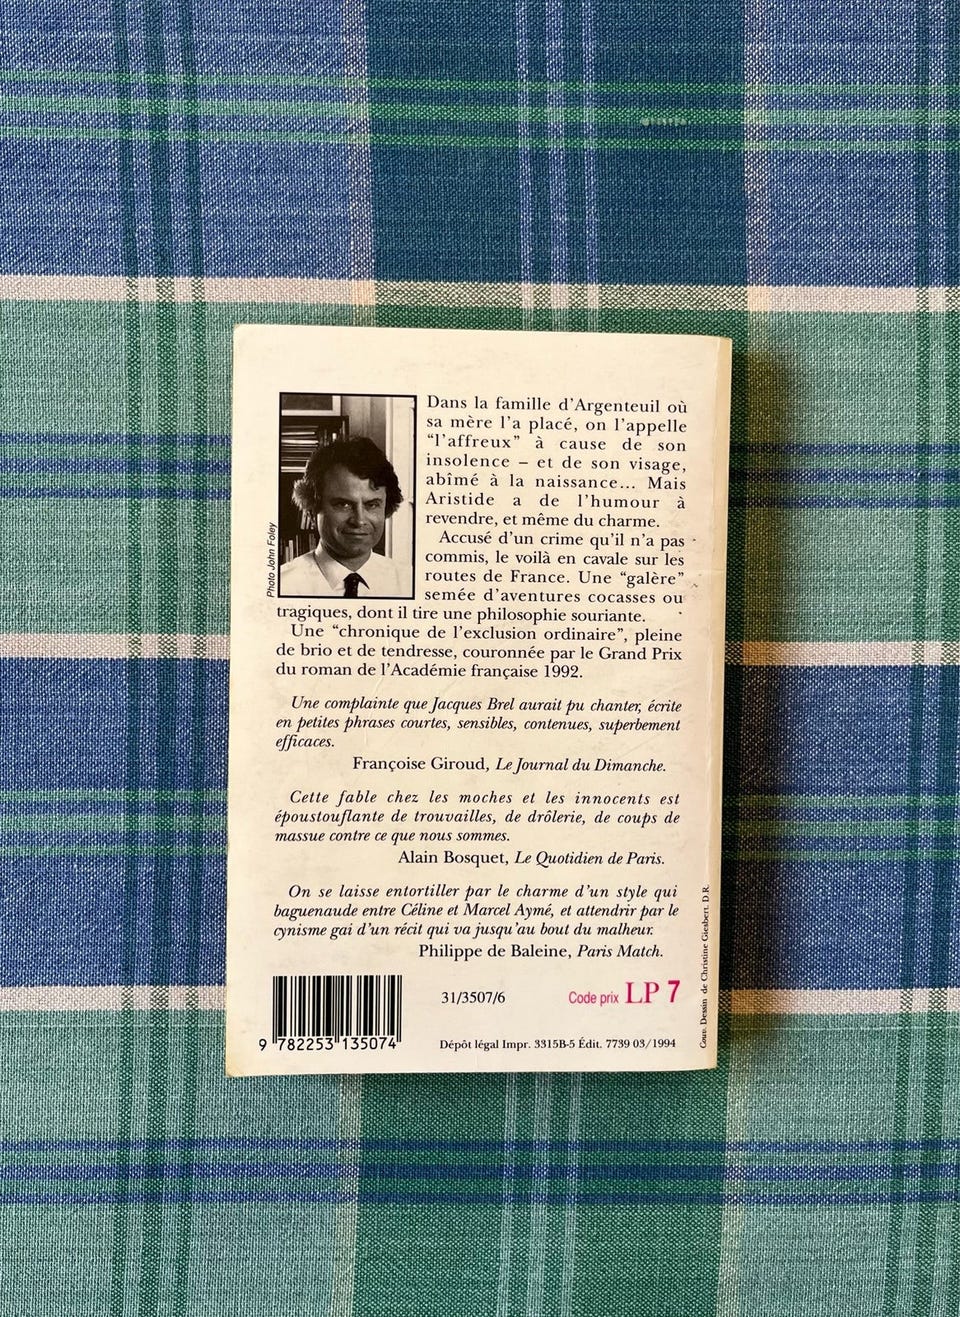 Dans la famille d'Argenteuil où
sa mère l'a placé, on l'appelle
“l'affreux” à cause de son
insolence – et de son visage,
abîmé à la naissance... Mais
Aristide a de l'humour à
revendre, et même du charme.
Accusé d'un crime qu'il n'a pas
commis, le voilà en cavale sur les
routes de France. Une “galère”
semée d'aventures cocasses ou
tragiques, dont il tire une philosophie souriante.
Une “chronique de l'exclusion ordinaire”, pleine
de brio et de tendresse, couronnée par le Grand Prix
du roman de l'Académie française 1992.
Une complainte que Jacques Brel aurait pu chanter, écrite
en petites phrases courtes, sensibles, contenues, superbement
efficaces.
Françoise Giroud, Le Journal du Dimanche.
Cette fable chez les moches et les innocents est
époustouflante de trouvailles, de drôlerie, de coups de
massue contre ce que nous sommes.
Alain Bosquet, Le Quotidien de Paris.
On se laisse entortiller par le charme d'un style qui
baguenaude entre Céline et Marcel Aymé, et attendrir par le
cynisme gai d'un récit qui va jusqu'au bout du malheur.
Philippe de Baleine, Paris Match.
31/3507/6
Code prix LP 7
9 782253 135074
Dépôt légal Impr. 3315B-5 Édit. 7739 03/1994
Photo John Foley
Couv. Dessin de Christine Giesbert. D.R.